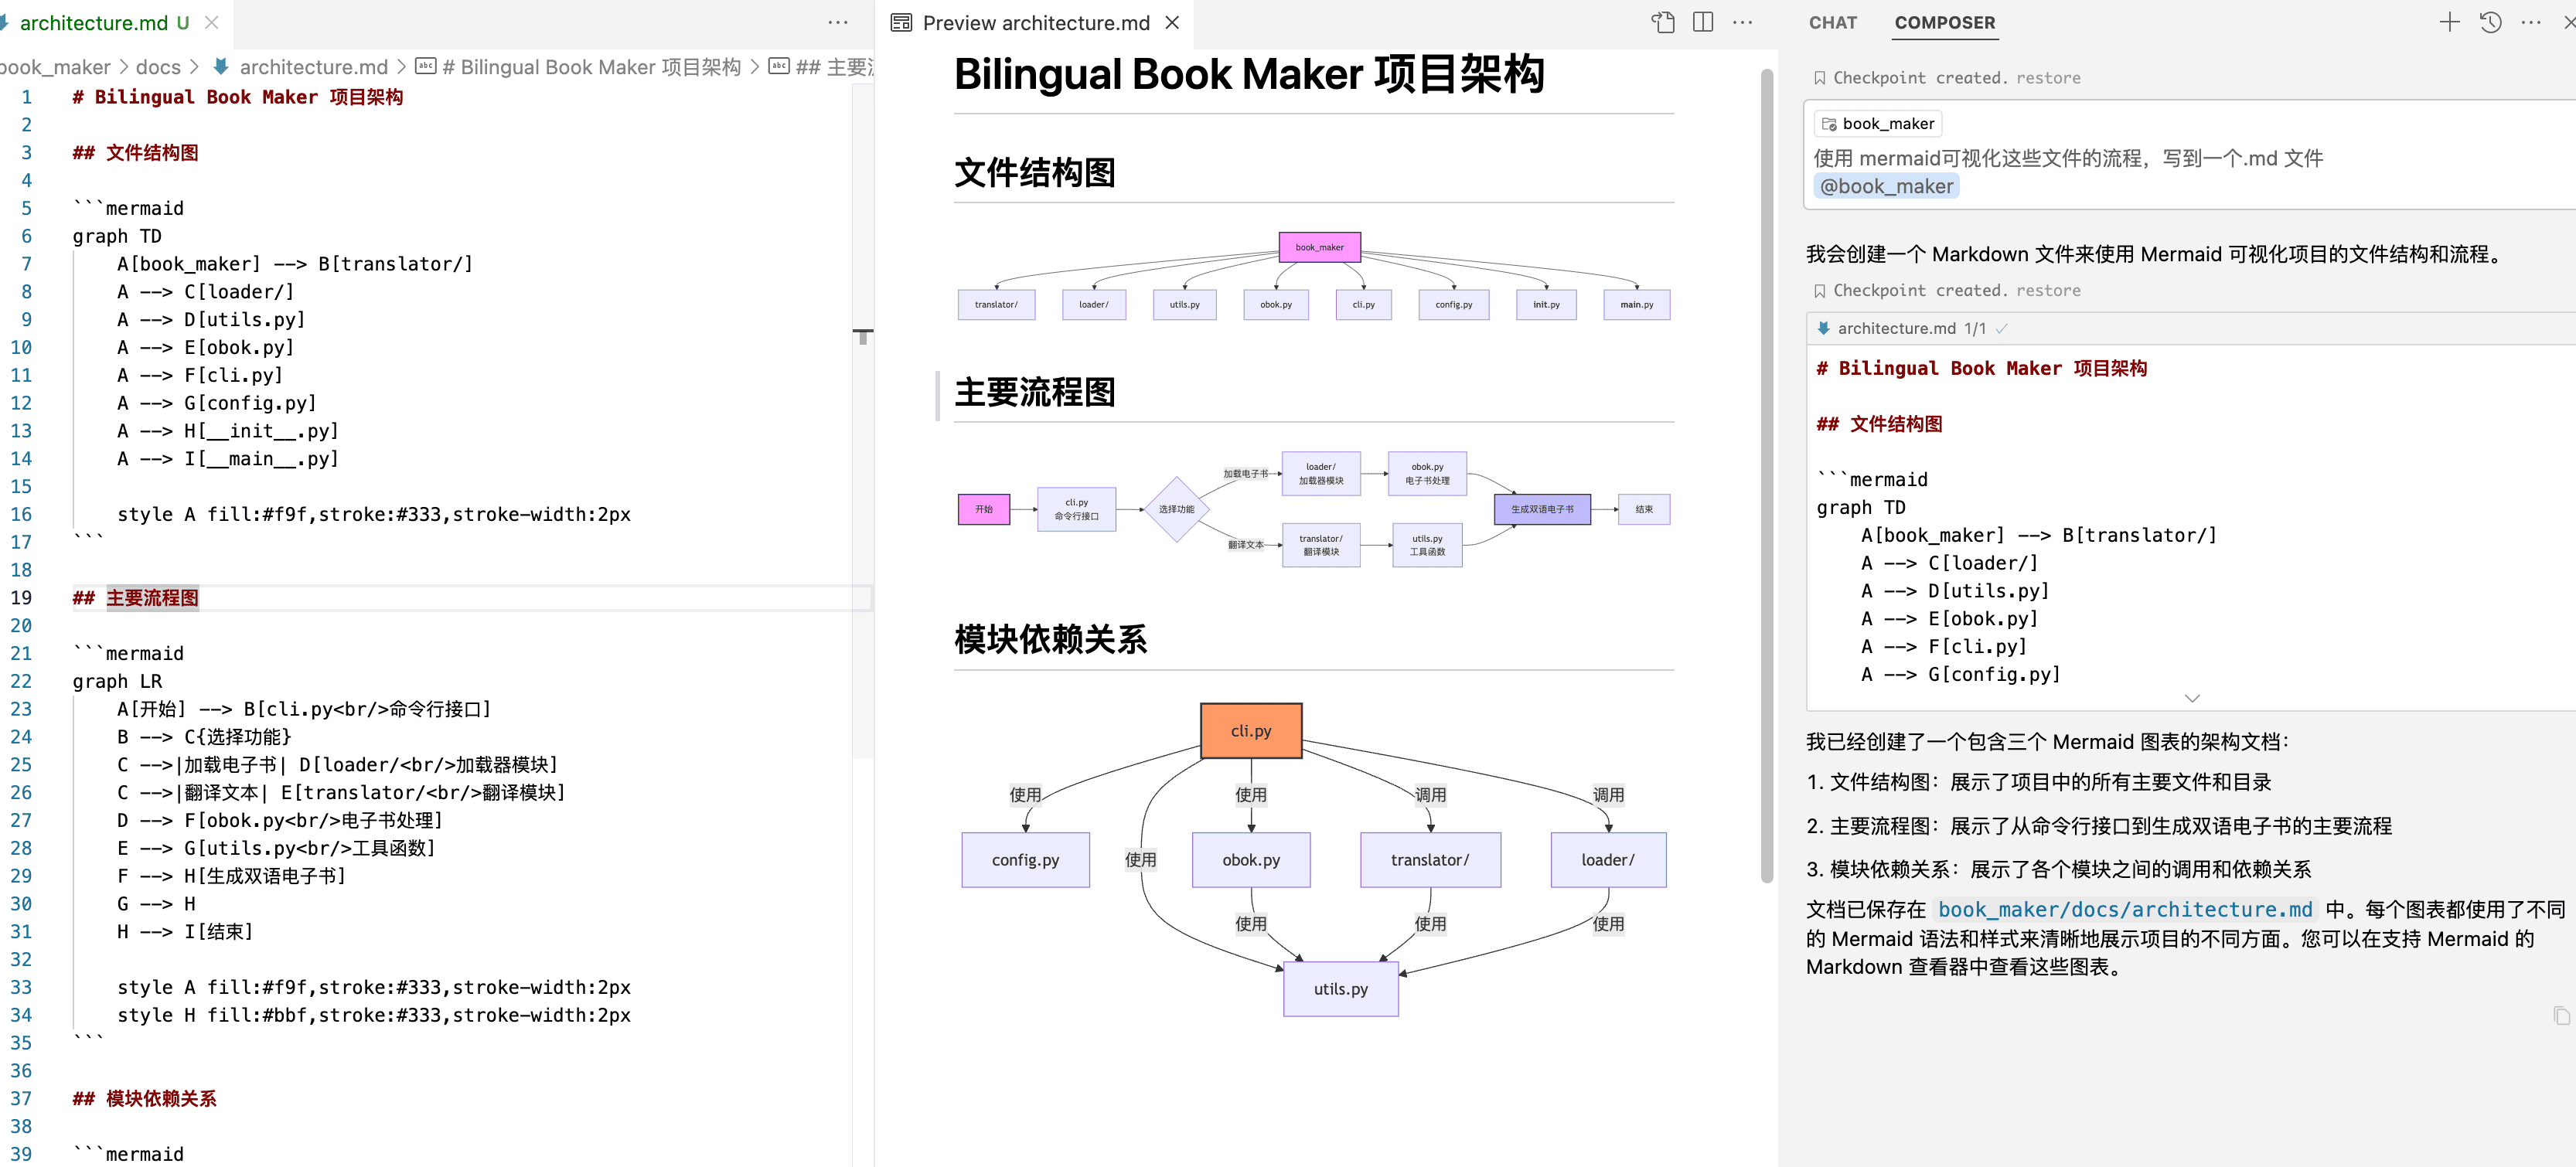 architecture.md U
book_maker > docs > architecture.md > # Bilingual Book Maker 项目架构 > ## 主要
1 # Bilingual Book Maker 项目架构
2
3 ## 文件结构图
4
5 ```mermaid
6 graph TD
7 A[book_maker] --> B[translator/]
8 A --> C[loader/]
9 A --> D[utils.py]
10 A --> E[obok.py]
11 A --> F[cli.py]
12 A --> G[config.py]
13 A --> H[__init__.py]
14 A --> I[__main__.py]
15
16 style A fill:#f9f,stroke:#333,stroke-width:2px
17 ```
18
19 ## 主要流程图
20
21 ```mermaid
22 graph LR
23 A[开始] --> B[cli.py<br/>命令行接口]
24 B --> C{选择功能}
25 C -->|加载电子书| D[loader/<br/>加载器模块]
26 C -->|翻译文本| E[translator/<br/>翻译模块]
27 D --> F[obok.py<br/>电子书处理]
28 E --> G[utils.py<br/>工具函数]
29 F --> H[生成双语电子书]
30 G --> H
31 H --> I[结束]
32
33 style A fill:#f9f,stroke:#333,stroke-width:2px
34 style H fill:#bbf,stroke:#333,stroke-width:2px
35 ```
36
37 ## 模块依赖关系
38
39 ```mermaid
Preview architecture.md
Bilingual Book Maker 项目架构
文件结构图
book_maker
translator/ loader/ utils.py obok.py cli.py config.py init.py main.py
主要流程图
开始
cli.py
命令行接口
选择功能
加载电子书
loader/
加载器模块
obok.py
电子书处理
翻译文本
translator/
翻译模块
utils.py
工具函数
生成双语电子书
结束
模块依赖关系
cli.py
使用 使用 调用 调用
config.py 使用 obok.py translator/ loader/
使用 使用 使用
utils.py
CHAT COMPOSER
Checkpoint created. restore
book_maker
使用 mermaid可视化这些文件的流程，写到一个.md 文件
@book_maker
我会创建一个 Markdown 文件来使用 Mermaid 可视化项目的文件结构和流程。
Checkpoint created. restore
architecture.md 1/1
# Bilingual Book Maker 项目架构
## 文件结构图
```mermaid
graph TD
A[book_maker] --> B[translator/]
A --> C[loader/]
A --> D[utils.py]
A --> E[obok.py]
A --> F[cli.py]
A --> G[config.py]
我已经创建了一个包含三个 Mermaid 图表的架构文档：
1. 文件结构图：展示了项目中的所有主要文件和目录
2. 主要流程图：展示了从命令行接口到生成双语电子书的主要流程
3. 模块依赖关系：展示了各个模块之间的调用和依赖关系
文档已保存在 book_maker/docs/architecture.md 中。每个图表都使用了不同
的 Mermaid 语法和样式来清晰地展示项目的不同方面。您可以在支持 Mermaid 的
Markdown 查看器中查看这些图表。